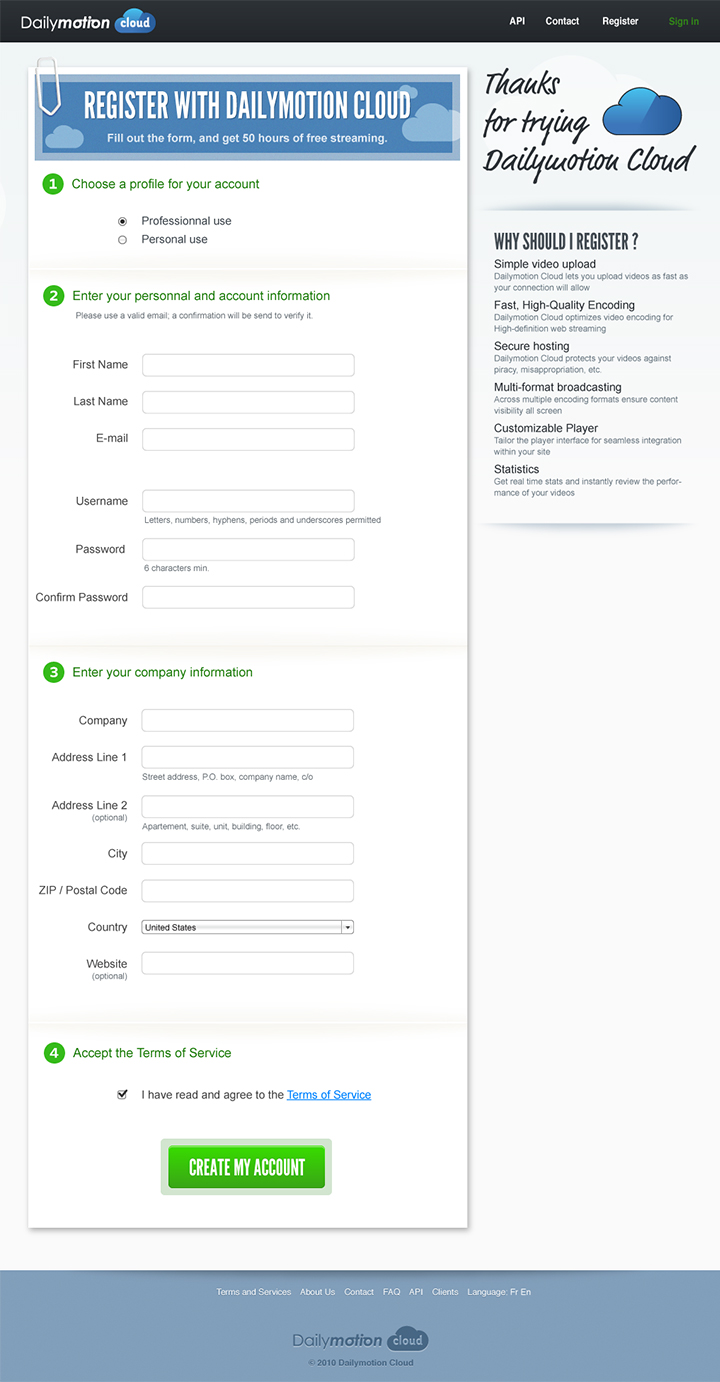 Dailymotion cloud
API Contact Register Sign in
REGISTER WITH DAILYMOTION CLOUD
Fill out the form, and get 50 hours of free streaming.
1 Choose a profile for your account
Professionnal use
Personal use
2 Enter your personnal and account information
Please use a valid email; a confirmation will be send to verify it.
First Name
Last Name
E-mail
Username
Letters, numbers, hyphens, periods and underscores permitted
Password
6 characters min.
Confirm Password
3 Enter your company information
Company
Address Line 1
Street address, P.O. box, company name, c/o
Address Line 2
(optional)
Apartement, suite, unit, building, floor, etc.
City
ZIP / Postal Code
Country
United States
Website
(optional)
4 Accept the Terms of Service
I have read and agree to the Terms of Service
CREATE MY ACCOUNT
Thanks
for trying
Dailymotion Cloud
WHY SHOULD I REGISTER ?
Simple video upload
Dailymotion Cloud lets you upload videos as fast as
your connection will allow
Fast, High-Quality Encoding
Dailymotion Cloud optimizes video encoding for
High-definition web streaming
Secure hosting
Dailymotion Cloud protects your videos against
piracy, misappropriation, etc.
Multi-format broadcasting
Across multiple encoding formats ensure content
visibility all screen
Customizable Player
Tailor the player interface for seamless integration
within your site
Statistics
Get real time stats and instantly review the perfor-
mance of your videos
Terms and Services About Us Contact FAQ API Clients Language: Fr En
Dailymotion cloud
© 2010 Dailymotion Cloud